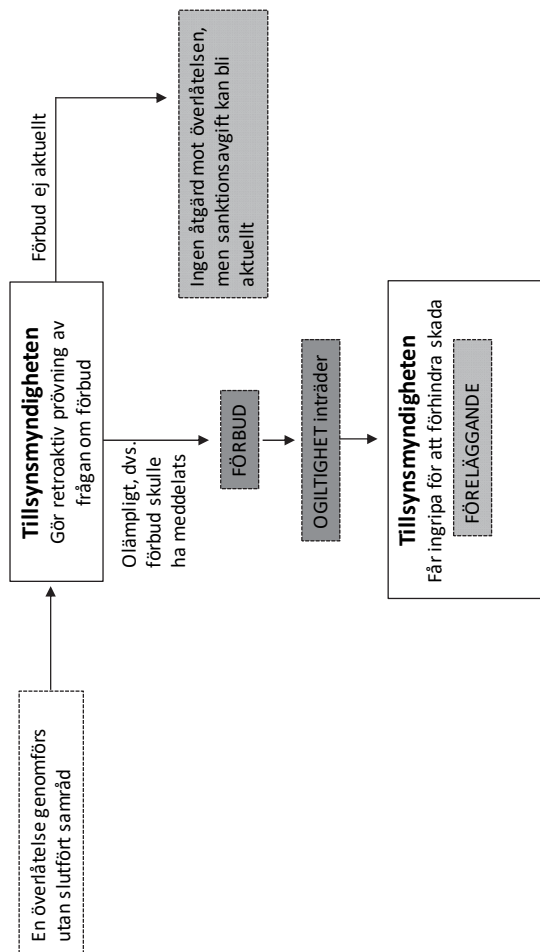 En överlåtelse genomförs
utan slutfört samråd
Tillsynsmyndigheten
Gör retroaktiv prövning av
frågan om förbud
Förbud ej aktuellt
Ingen åtgärd mot överlåtelsen,
men sanktionsavgift kan bli
aktuellt
Olämpligt, dvs.
förbud skulle
ha meddelats
FÖRBUD
OGILTIGHET inträder
Tillsynsmyndigheten
Får ingripa för att förhindra skada
FÖRELÄGGANDE